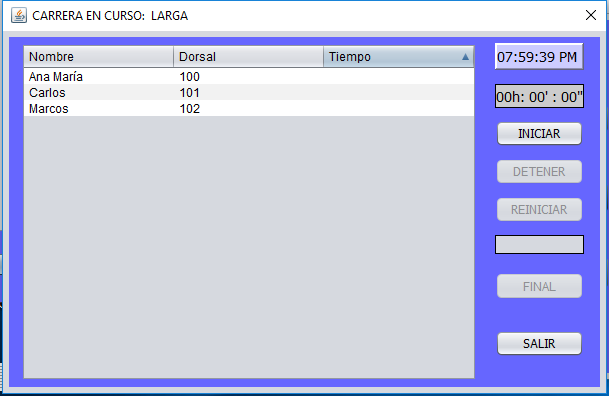 CARRERA EN CURSO: LARGA
Nombre Dorsal Tiempo
Ana María 100
Carlos 101
Marcos 102
07:59:39 PM
00h: 00' : 00"
INICIAR
DETENER
REINICIAR
FINAL
SALIR